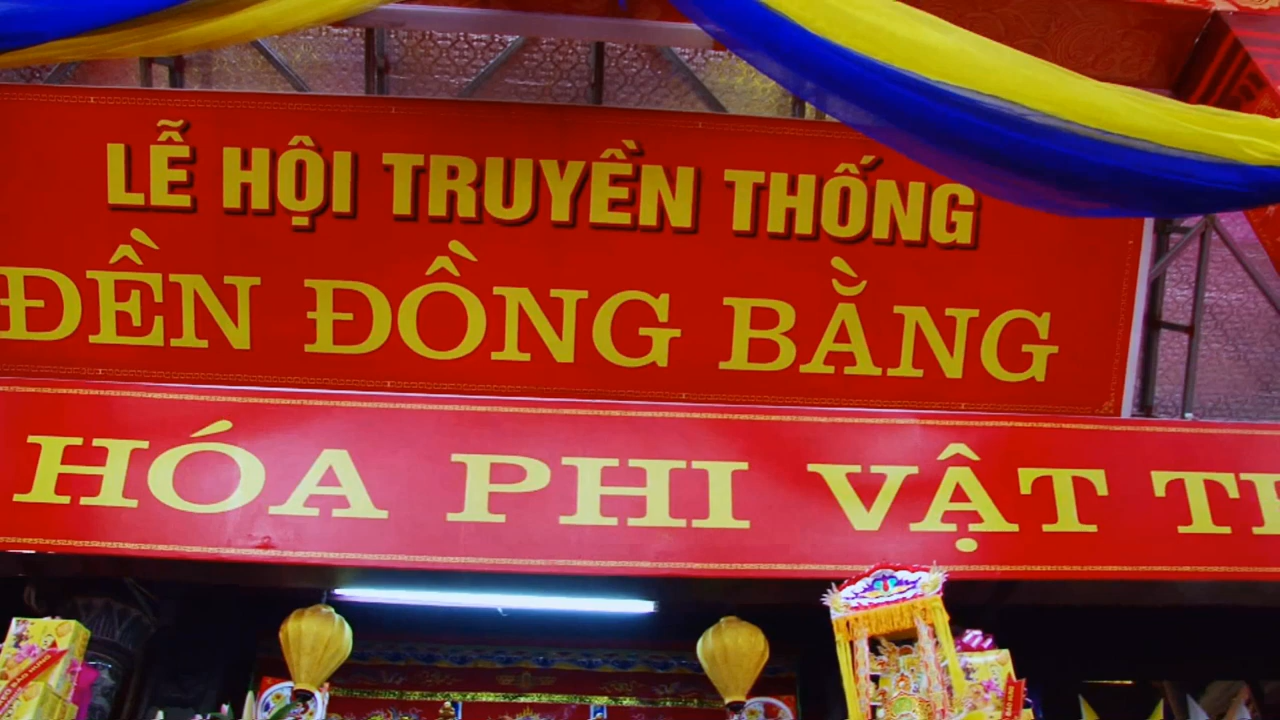 LỄ HỘI TRUYỀN THỐNG
ĐỀN ĐỒNG BẰNG
HÓA PHI VẬT